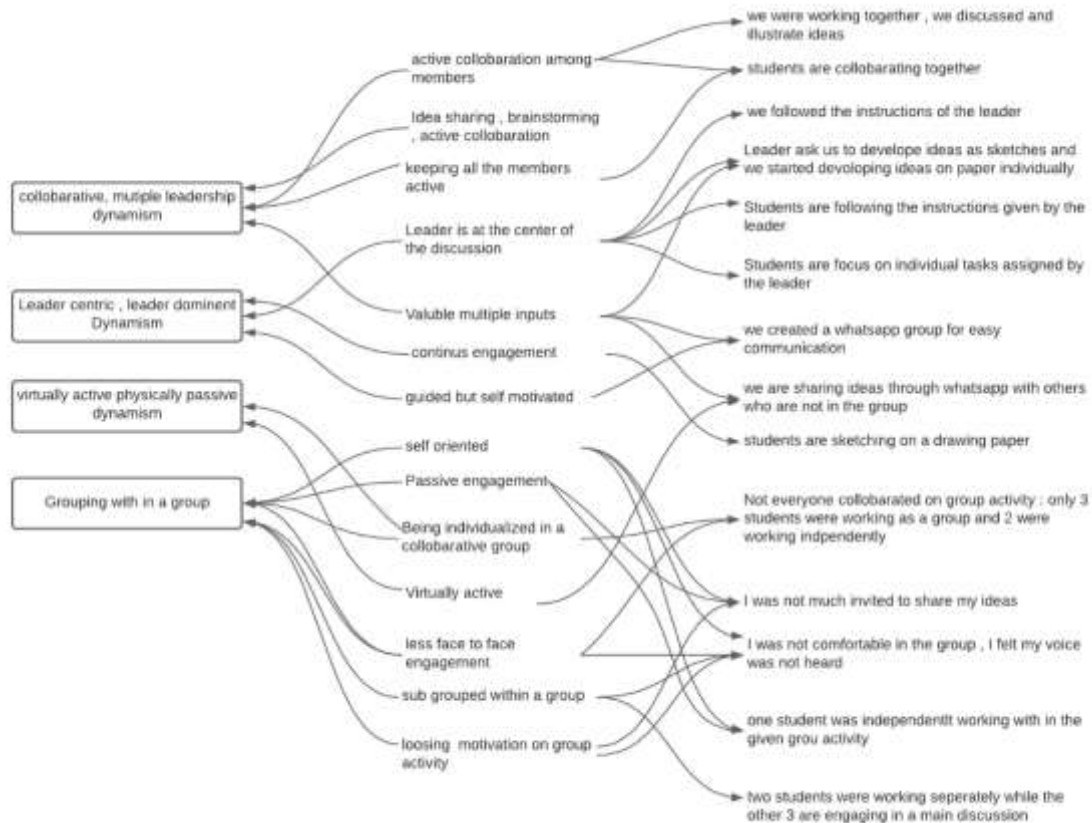 collobarative, mutiple leadership
dynamism
Leader centric , leader dominent
Dynamism
virtually active physically passive
dynamism
Grouping with in a group
active collobaration among
members
Idea sharing , brainstorming
, active collobaration
keeping all the members
active
Leader is at the center of
the discussion
Valuble multiple inputs
continus engagement
guided but self motivated
self oriented
Passive engagement
Being individualized in a
collobarative group
Virtually active
less face to face
engagement
sub grouped within a group
loosing motivation on group
activity
we were working together , we discussed and
illustrate ideas
students are collobarating together
we followed the instructions of the leader
Leader ask us to develope ideas as sketches and
we started devoloping ideas on paper individually
Students are following the instructions given by the
leader
Students are focus on individual tasks assigned by
the leader
we created a whatsapp group for easy
communication
we are sharing ideas through whatsapp with others
who are not in the group
students are sketching on a drawing paper
Not everyone collobarated on group activity : only 3
students were working as a group and 2 were
working indpendently
I was not much invited to share my ideas
I was not comfortable in the group , I felt my voice
was not heard
one student was independentlt working with in the
given grou activity
two students were working seperately while the
other 3 are engaging in a main discussion